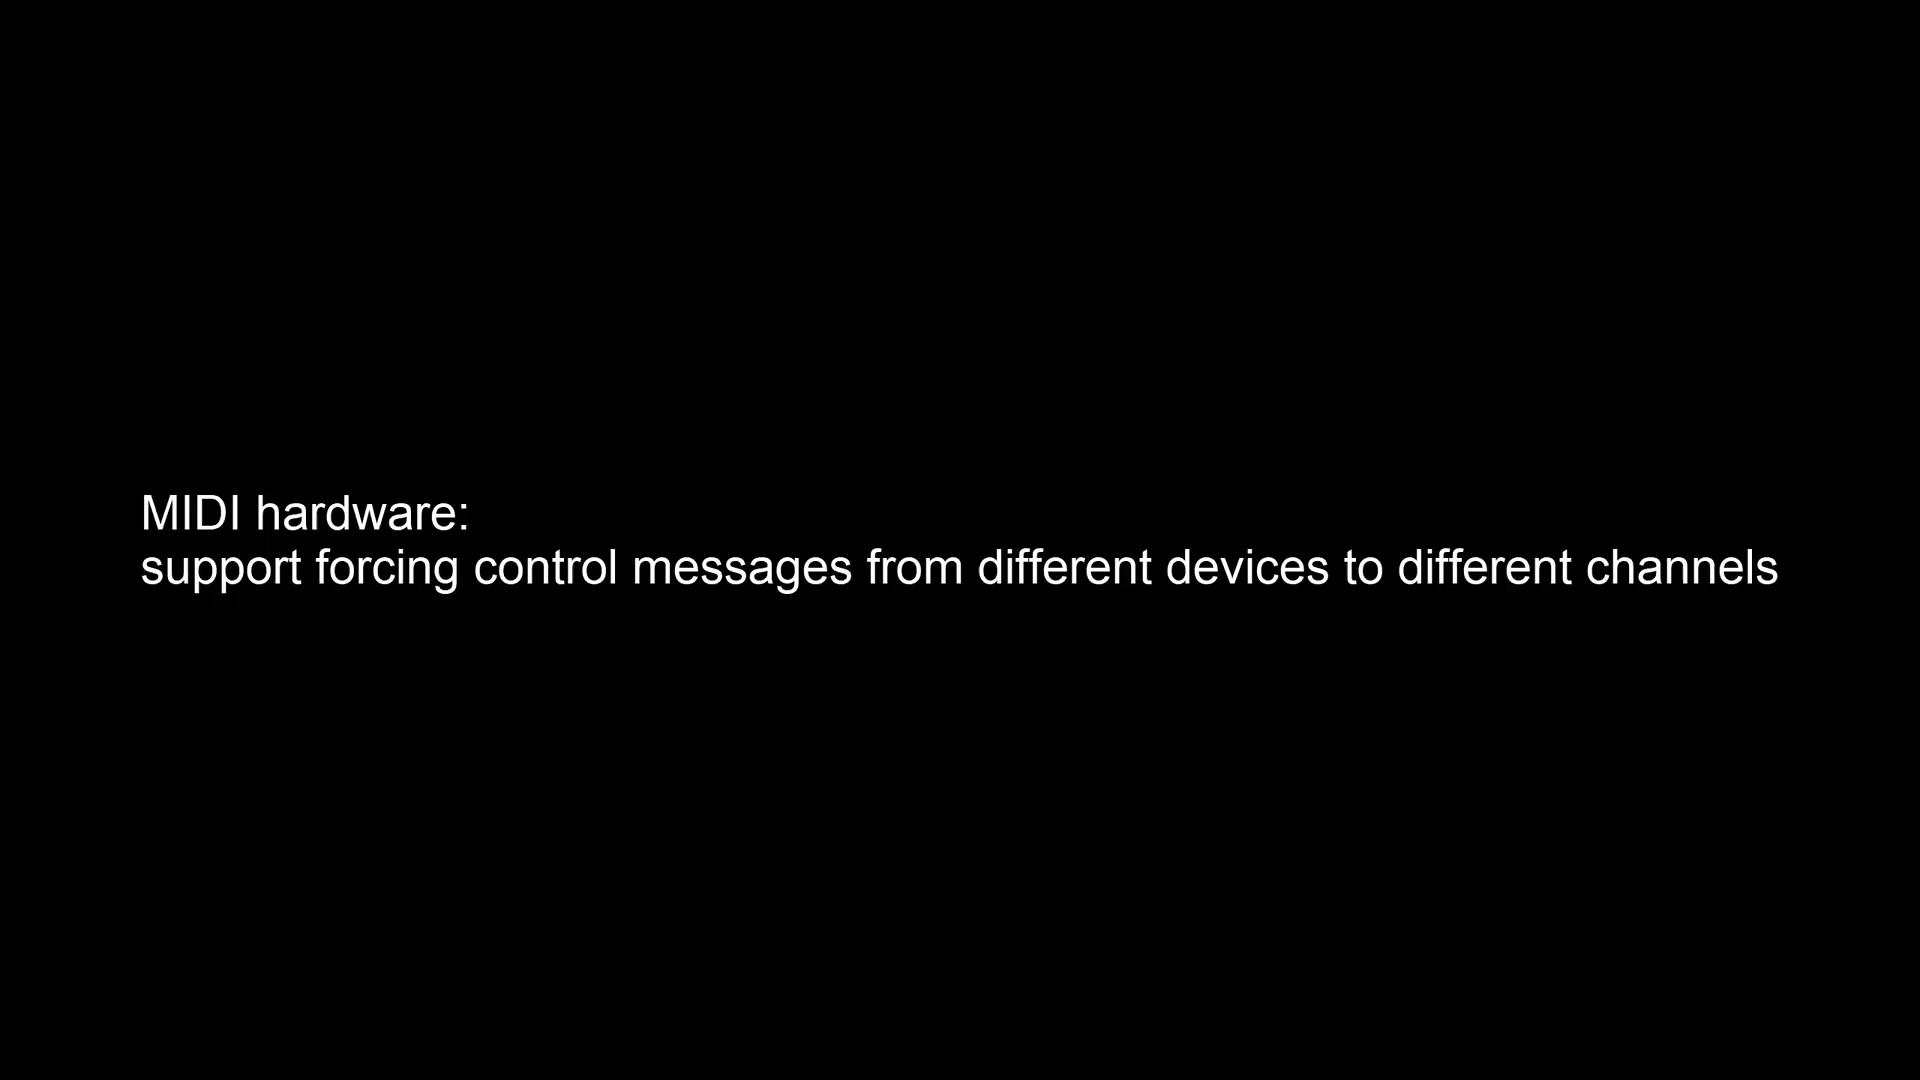 MIDI hardware:
support forcing control messages from different devices to different channels